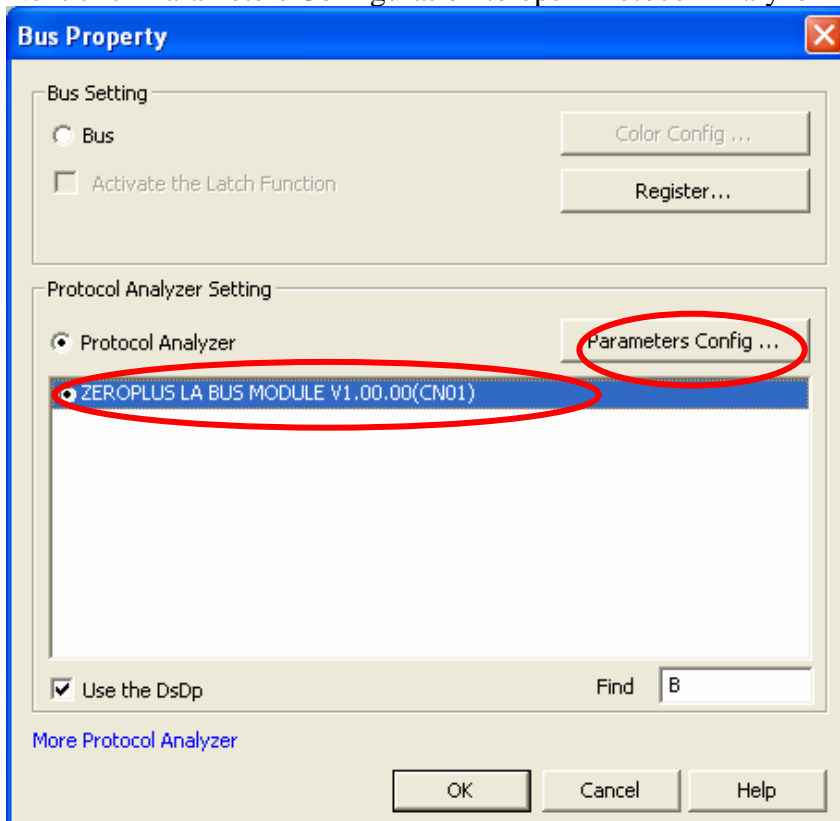 Bus Property
Bus Setting
Bus
Color Config ...
Activate the Latch Function
Register...
Protocol Analyzer Setting
Protocol Analyzer
Parameters Config ...
ZEROPLUS LA BUS MODULE V1.00.00(CN01)
Use the DsDp
Find
B
More Protocol Analyzer
OK
Cancel
Help